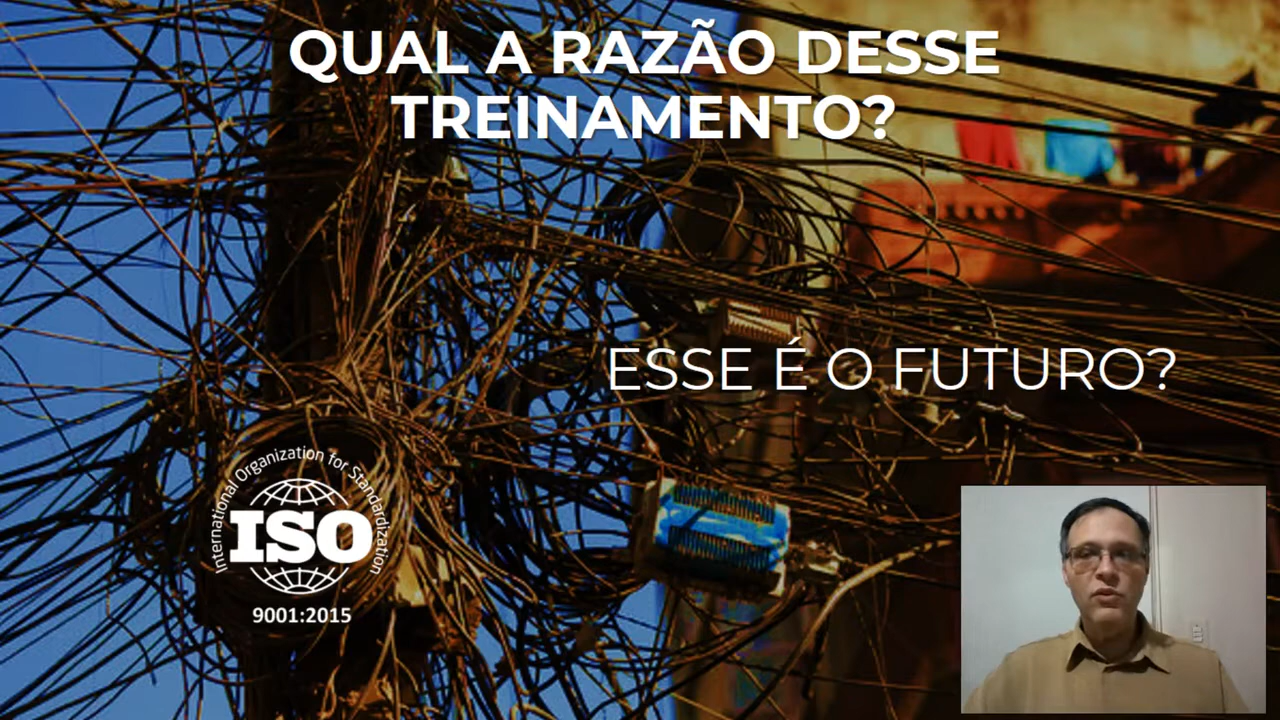 QUAL A RAZÃO DESSE
TREINAMENTO?
ESSE É O FUTURO?
International Organization for Standardization
ISO
9001:2015